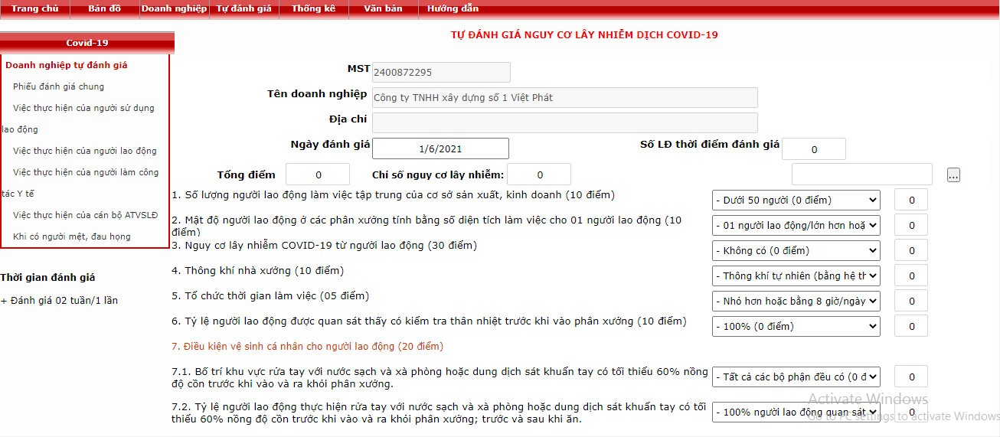 Trang chủ Bản đồ Doanh nghiệp Tự đánh giá Thống kê Văn bản Hướng dẫn
Covid-19
Doanh nghiệp tự đánh giá
Phiếu đánh giá chung
Việc thực hiện của người sử dụng
lao động
Việc thực hiện của người lao động
Việc thực hiện của người làm công
tác Y tế
Việc thực hiện của cán bộ ATVSLĐ
Khi có người mệt, đau họng
Thời gian đánh giá
+ Đánh giá 02 tuần/1 lần
TỰ ĐÁNH GIÁ NGUY CƠ LÂY NHIỄM DỊCH COVID-19
MST 2400872295
Tên doanh nghiệp Công ty TNHH xây dựng số 1 Việt Phát
Địa chỉ
Ngày đánh giá 1/6/2021 Số LĐ thời điểm đánh giá 0
Tổng điểm 0 Chỉ số nguy cơ lây nhiễm: 0 ...
1. Số lượng người lao động làm việc tập trung của cơ sở sản xuất, kinh doanh (10 điểm) - Dưới 50 người (0 điểm) 0
2. Mật độ người lao động ở các phân xưởng tính bằng số diện tích làm việc cho 01 người lao động (10
điểm) - 01 người lao động/lớn hơn hoặ 0
3. Nguy cơ lây nhiễm COVID-19 từ người lao động (30 điểm) - Không có (0 điểm) 0
4. Thông khí nhà xưởng (10 điểm) - Thông khí tự nhiên (bằng hệ th 0
5. Tổ chức thời gian làm việc (05 điểm) - Nhỏ hơn hoặc bằng 8 giờ/ngày 0
6. Tỷ lệ người lao động được quan sát thấy có kiểm tra thân nhiệt trước khi vào phân xưởng (10 điểm) - 100% (0 điểm) 0
7. Điều kiện vệ sinh cá nhân cho người lao động (20 điểm)
7.1. Bố trí khu vực rửa tay với nước sạch và xà phòng hoặc dung dịch sát khuẩn tay có tối thiểu 60% nồng
độ cồn trước khi vào và ra khỏi phân xưởng. - Tất cả các bộ phận đều có (0 đ 0
7.2. Tỷ lệ người lao động thực hiện rửa tay với nước sạch và xà phòng hoặc dung dịch sát khuẩn tay có tối
thiểu 60% nồng độ cồn trước khi vào và ra khỏi phân xưởng; trước và sau khi ăn. - 100% người lao động quan sát 0
Activate Windows
Go to PC settings to activate Windows